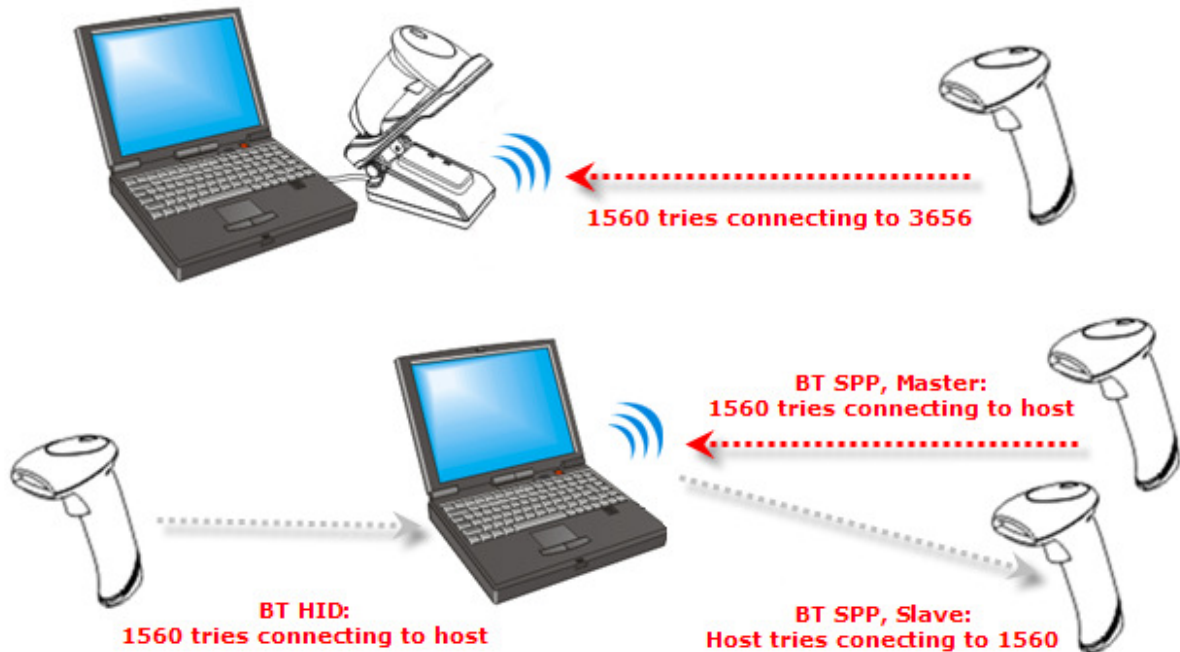 1560 tries connecting to 3656
BT SPP, Master:
1560 tries connecting to host
BT HID:
1560 tries connecting to host
BT SPP, Slave:
Host tries conecting to 1560